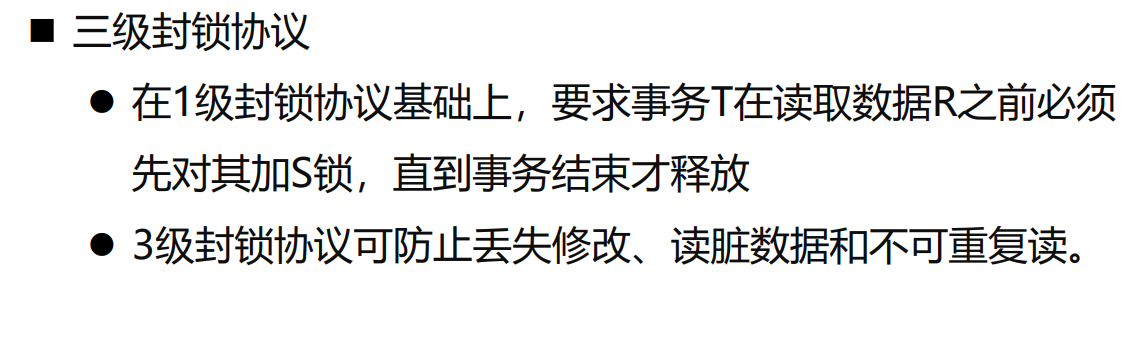 ■ 三级封锁协议
● 在1级封锁协议基础上，要求事务T在读取数据R之前必须
先对其加S锁，直到事务结束才释放
● 3级封锁协议可防止丢失修改、读脏数据和不可重复读。